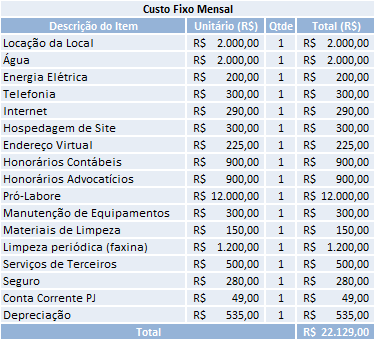 Custo Fixo Mensal
Descrição do Item Unitário (R$) Qtde Total (R$)
Locação da Local R$ 2.000,00 1 R$ 2.000,00
Água R$ 2.000,00 1 R$ 2.000,00
Energia Elétrica R$ 200,00 1 R$ 200,00
Telefonia R$ 300,00 1 R$ 300,00
Internet R$ 290,00 1 R$ 290,00
Hospedagem de Site R$ 300,00 1 R$ 300,00
Endereço Virtual R$ 225,00 1 R$ 225,00
Honorários Contábeis R$ 900,00 1 R$ 900,00
Honorários Advocatícios R$ 900,00 1 R$ 900,00
Pró-Labore R$ 12.000,00 1 R$ 12.000,00
Manutenção de Equipamentos R$ 300,00 1 R$ 300,00
Materiais de Limpeza R$ 150,00 1 R$ 150,00
Limpeza periódica (faxina) R$ 1.200,00 1 R$ 1.200,00
Serviços de Terceiros R$ 500,00 1 R$ 500,00
Seguro R$ 280,00 1 R$ 280,00
Conta Corrente PJ R$ 49,00 1 R$ 49,00
Depreciação R$ 535,00 1 R$ 535,00
Total R$ 22.129,00